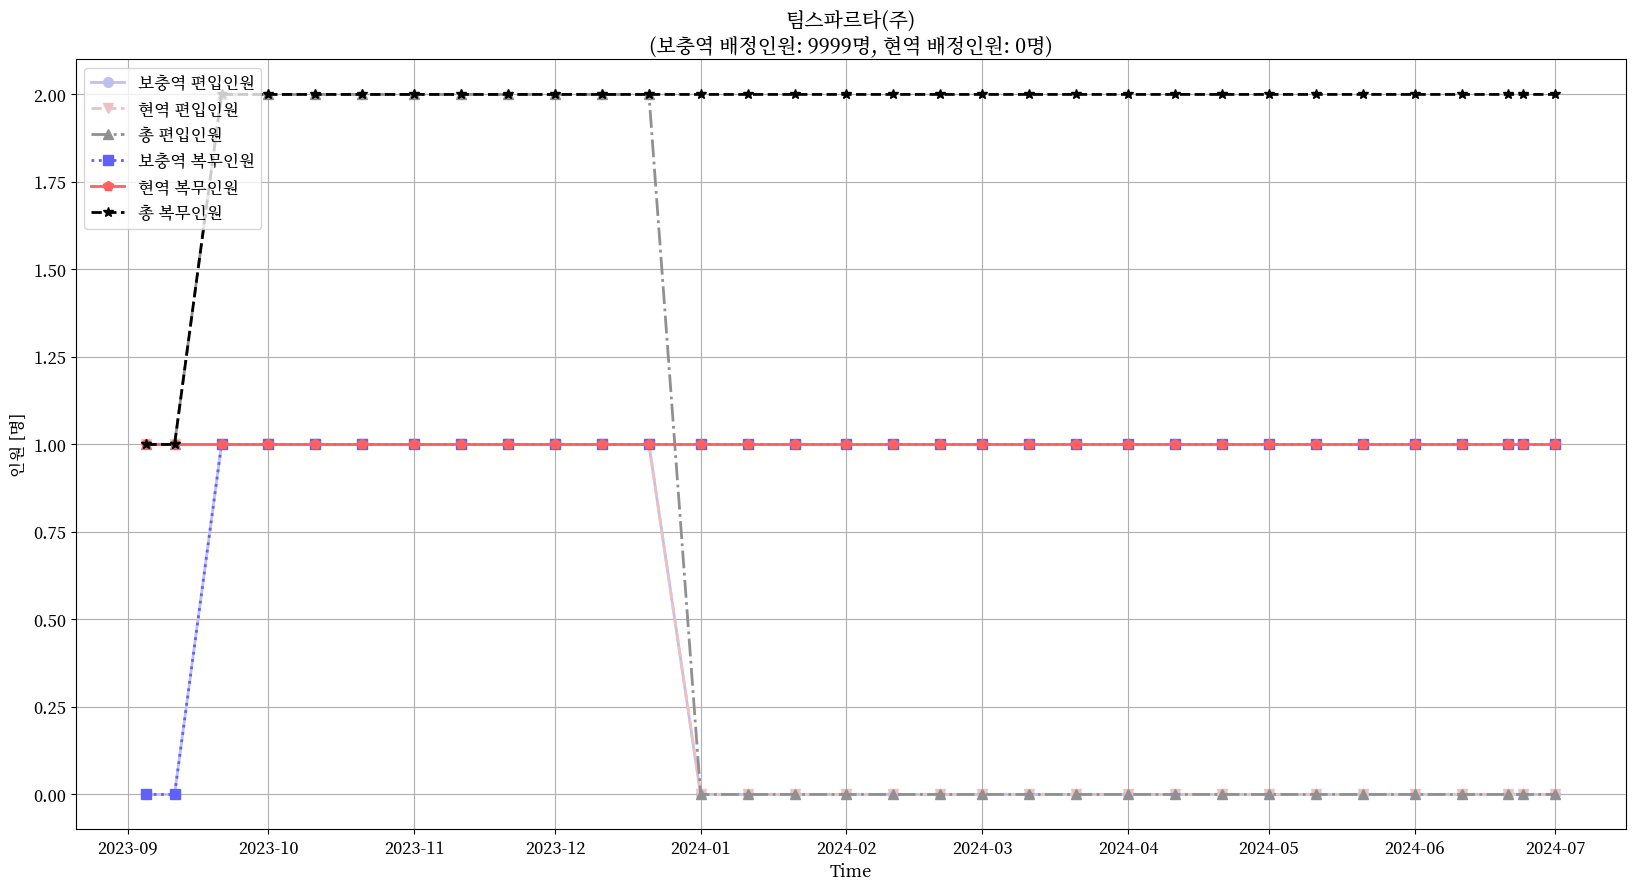 팀스파르타(주)
(보충역 배정인원: 9999명, 현역 배정인원: 0명)
보충역 편입인원
현역 편입인원
총 편입인원
보충역 복무인원
현역 복무인원
총 복무인원
2.00
1.75
1.50
1.25
1.00
0.75
0.50
0.25
0.00
인원 [명]
2023-09 2023-10 2023-11 2023-12 2024-01 2024-02 2024-03 2024-04 2024-05 2024-06 2024-07
Time